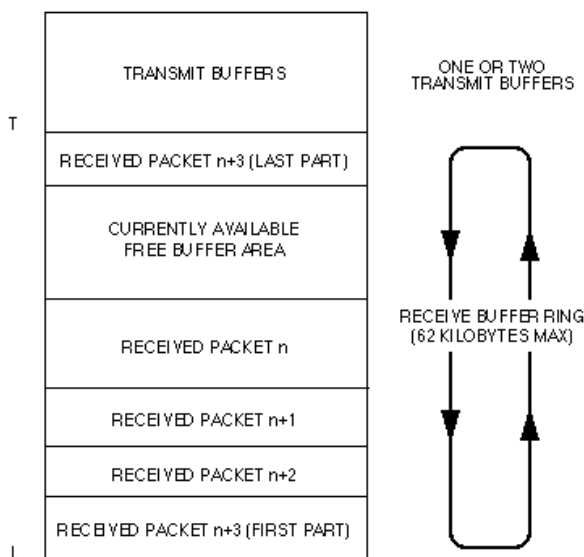 TRANSMIT BUFFERS
ONE OR TWO
TRANSMIT BUFFERS
T
RECEIVED PACKET n+3 (LAST PART)
CURRENTLY AVAILABLE
FREE BUFFER AREA
RECEIVE BUFFER RING
(62 KILOBYTES MAX)
RECEIVED PACKET n
RECEIVED PACKET n+1
RECEIVED PACKET n+2
RECEIVED PACKET n+3 (FIRST PART)